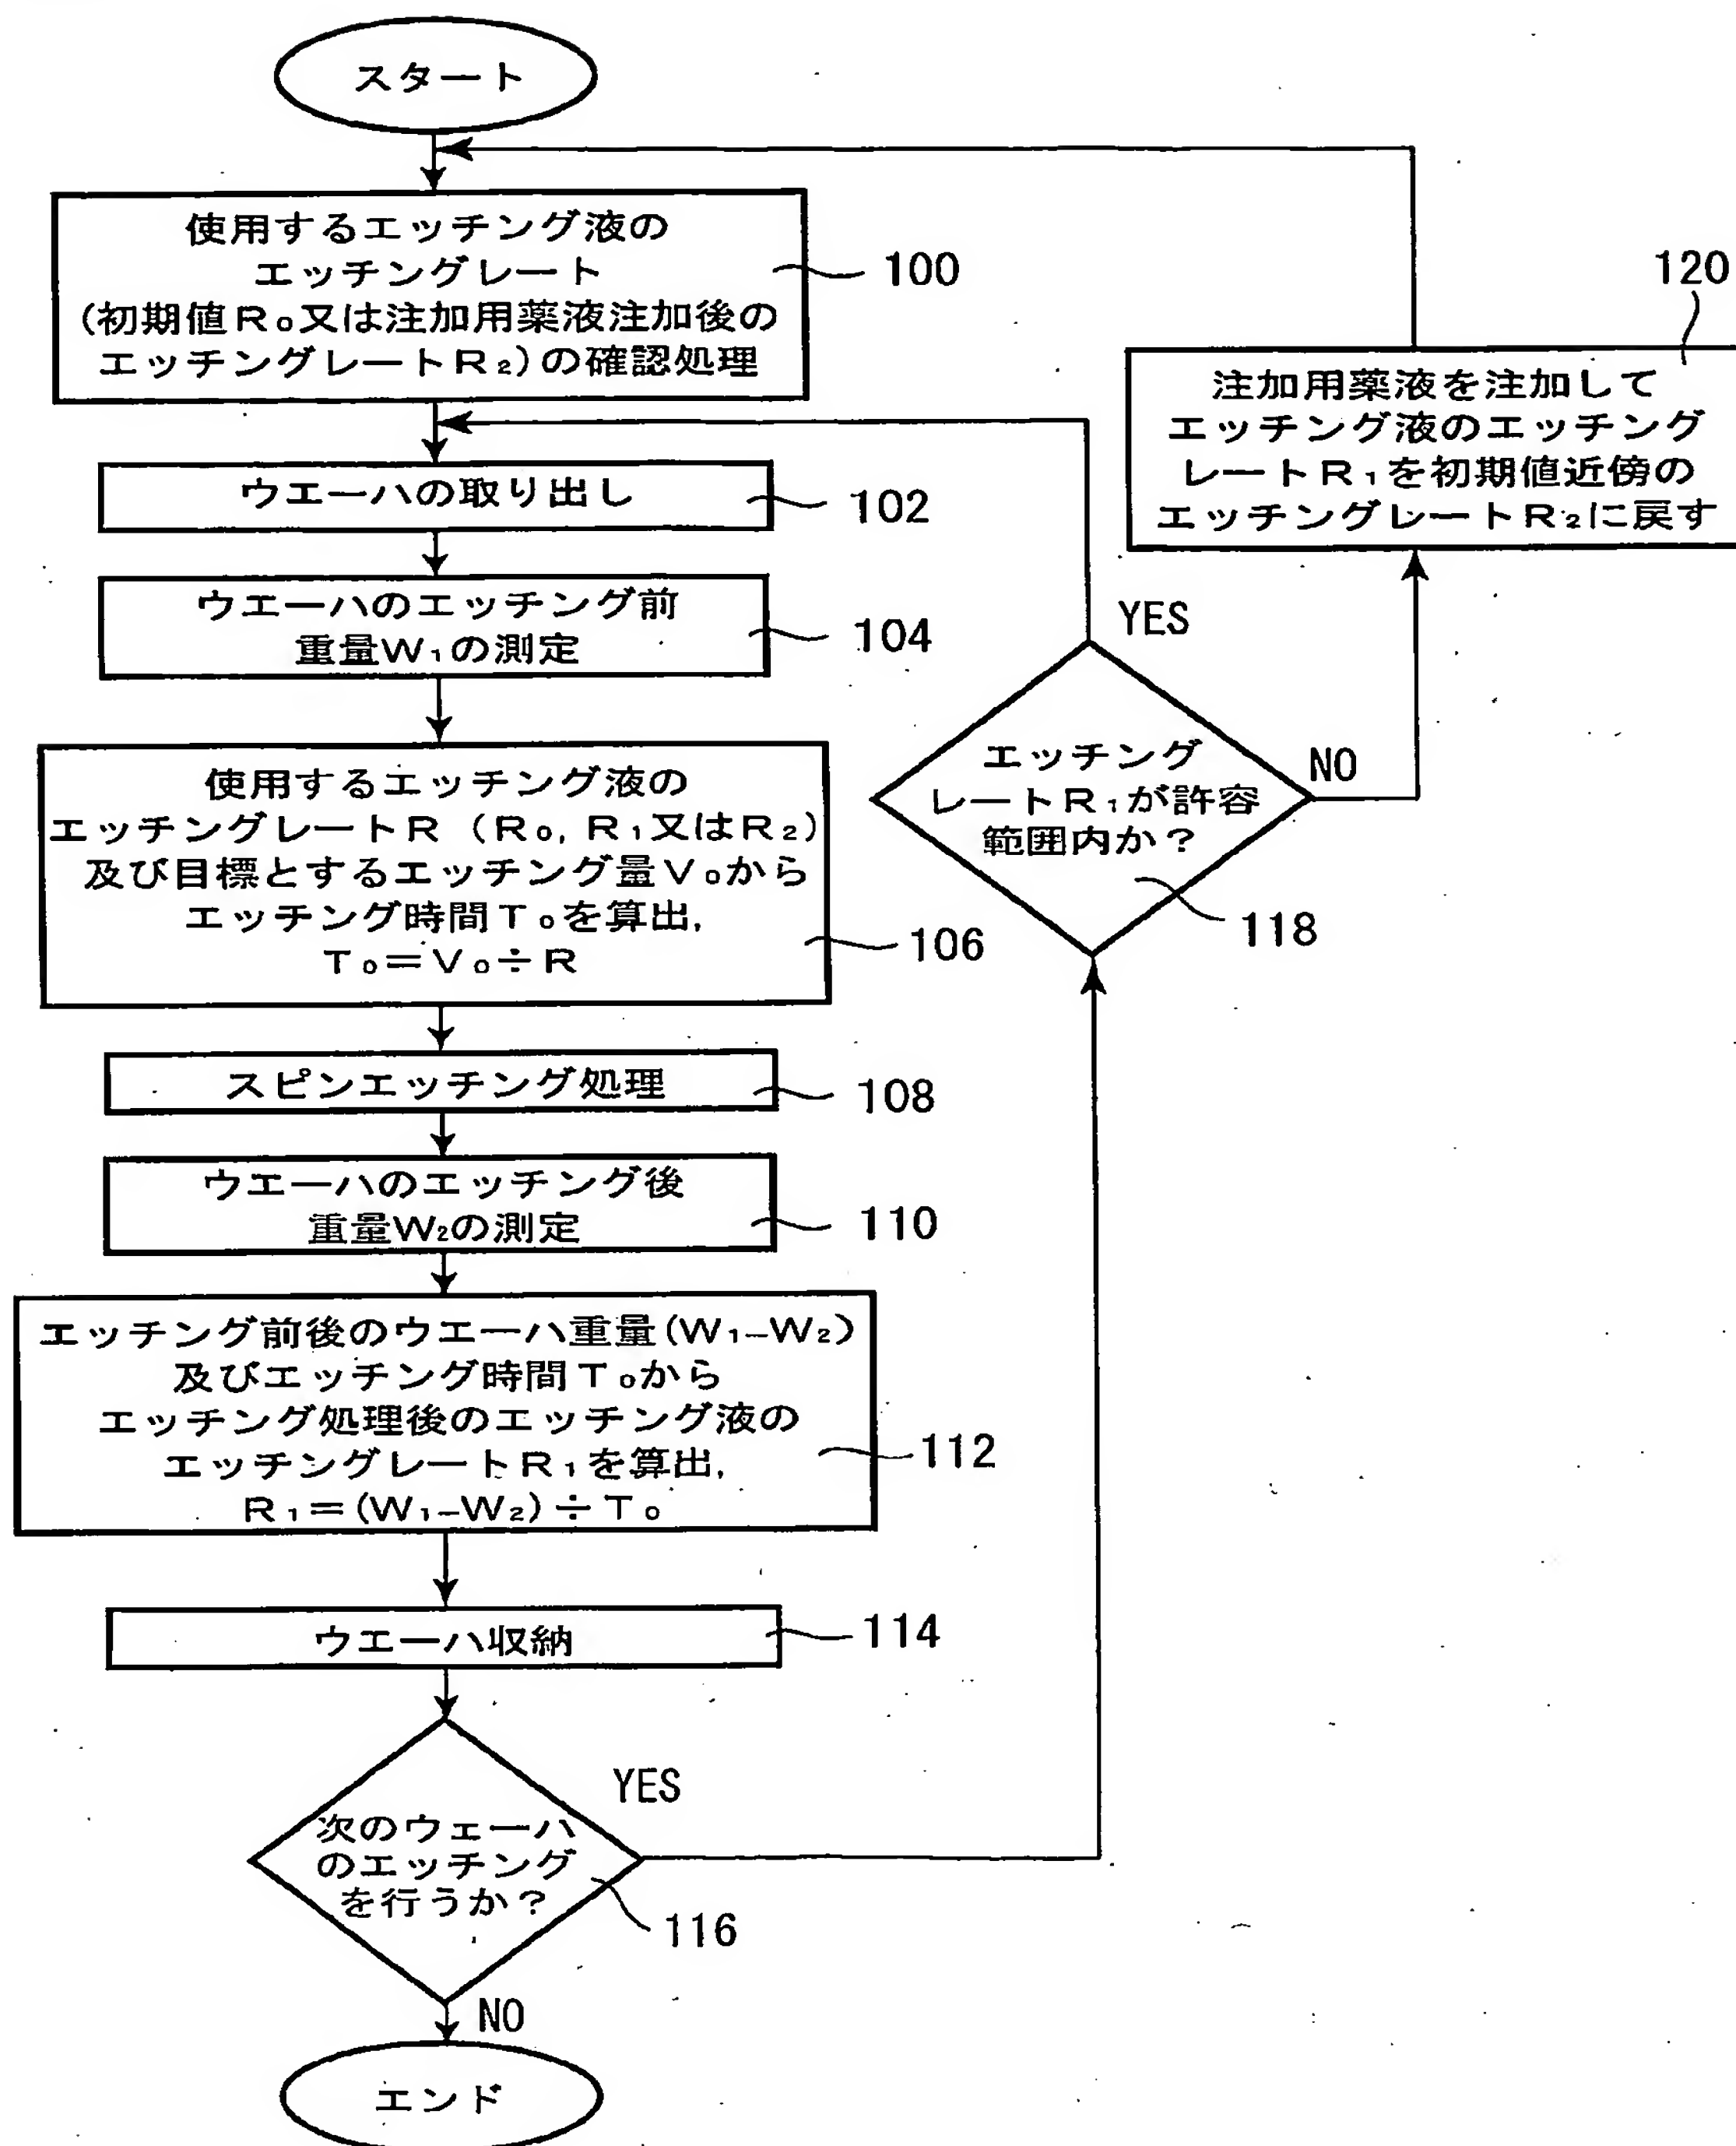 スタート
使用するエッチング液の
エッチングレート
(初期値R₀又は注加用薬液注加後の
エッチングレートR₂)の確認処理
100
ウエーハの取り出し
102
ウエーハのエッチング前
重量W₁の測定
104
使用するエッチング液の
エッチングレートR (R₀, R₁又はR₂)
及び目標とするエッチング量V₀から
エッチング時間T₀を算出,
T₀=V₀÷R
106
スピンエッチング処理
108
ウエーハのエッチング後
重量W₂の測定
110
エッチング前後のウエーハ重量(W₁-W₂)
及びエッチング時間T₀から
エッチング処理後のエッチング液の
エッチングレートR₁を算出,
R₁=(W₁-W₂)÷T₀
112
ウエーハ収納
114
次のウェーハ
のエッチング
を行うか?
116
YES
NO
エンド
エッチング
レートR₁が許容
範囲内か?
118
YES
NO
120
注加用薬液を注加して
エッチング液のエッチング
レートR₁を初期値近傍の
エッチングレートR₂に戻す